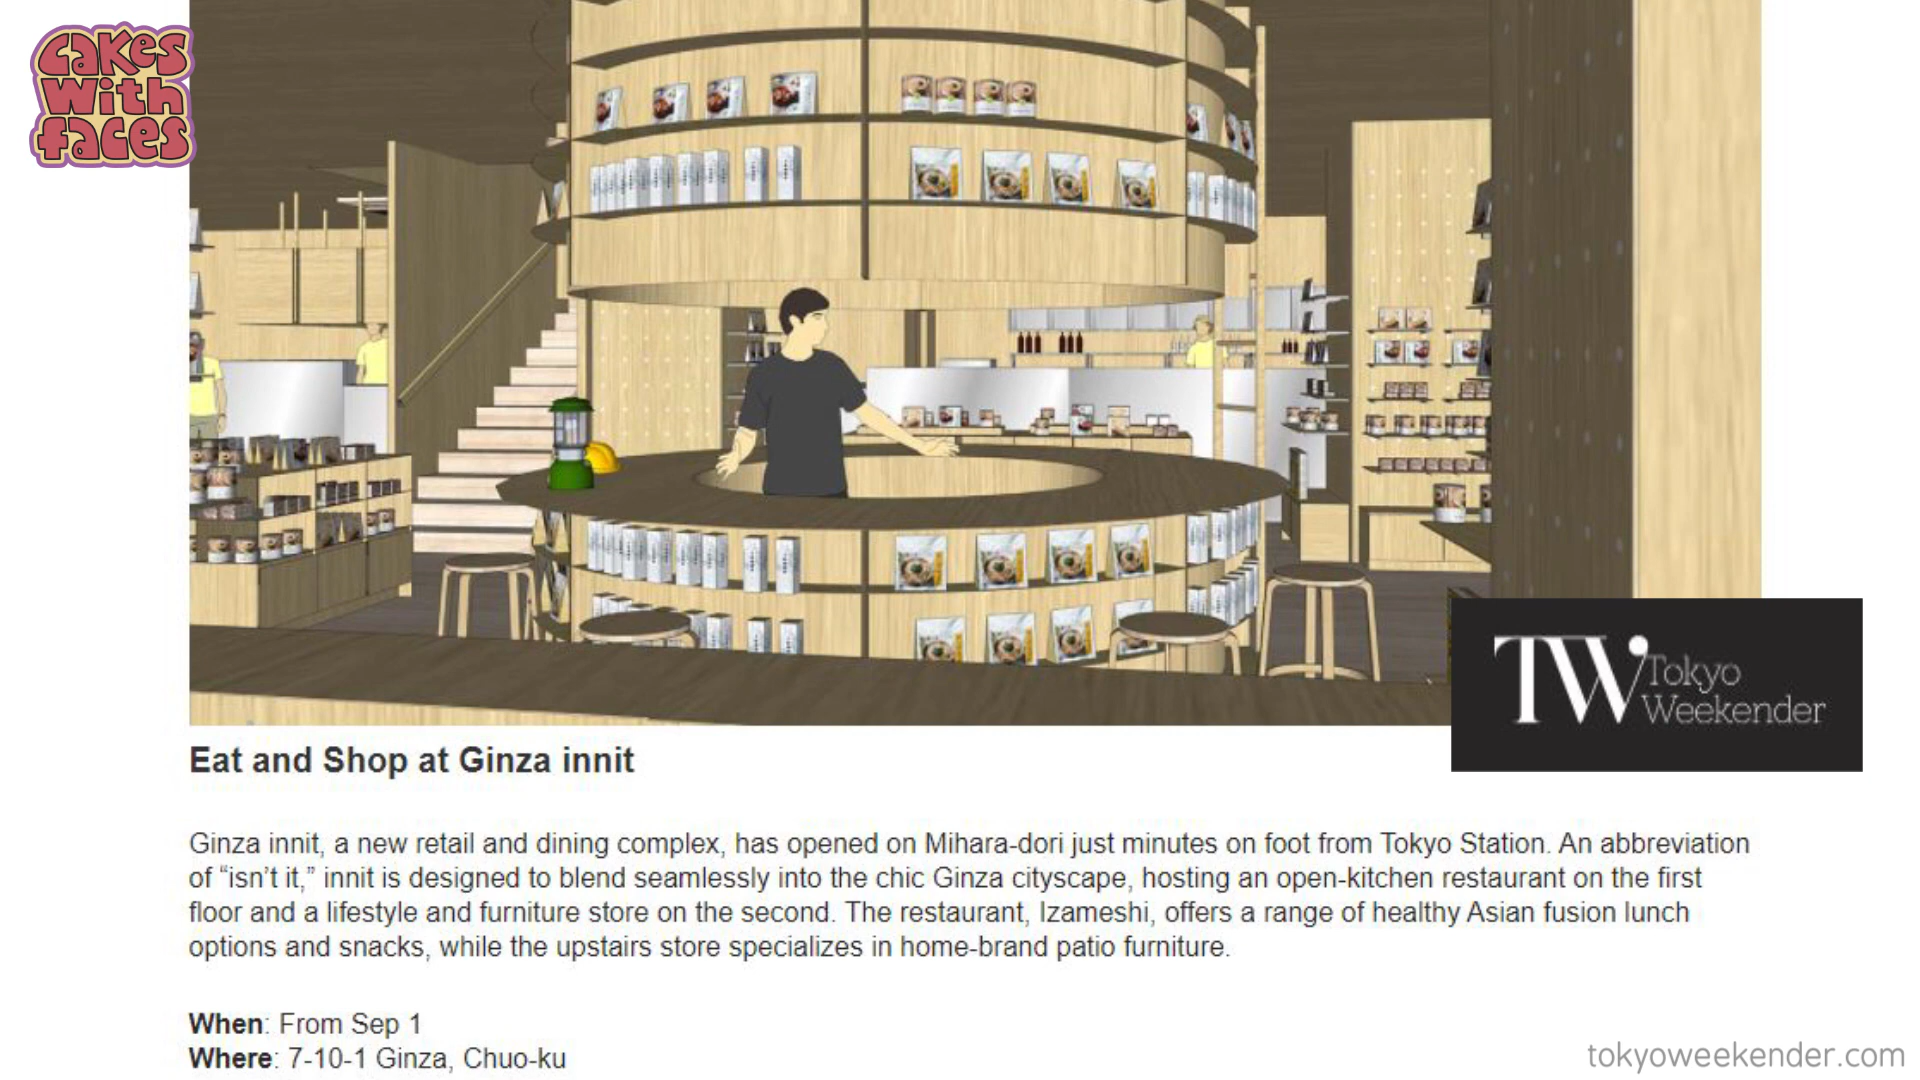 Cakes
With
faces
TW Tokyo
Weekender
Eat and Shop at Ginza innit
Ginza innit, a new retail and dining complex, has opened on Mihara-dori just minutes on foot from Tokyo Station. An abbreviation
of “isn’t it,” innit is designed to blend seamlessly into the chic Ginza cityscape, hosting an open-kitchen restaurant on the first
floor and a lifestyle and furniture store on the second. The restaurant, Izameshi, offers a range of healthy Asian fusion lunch
options and snacks, while the upstairs store specializes in home-brand patio furniture.
When: From Sep 1
Where: 7-10-1 Ginza, Chuo-ku
tokyoweekender.com